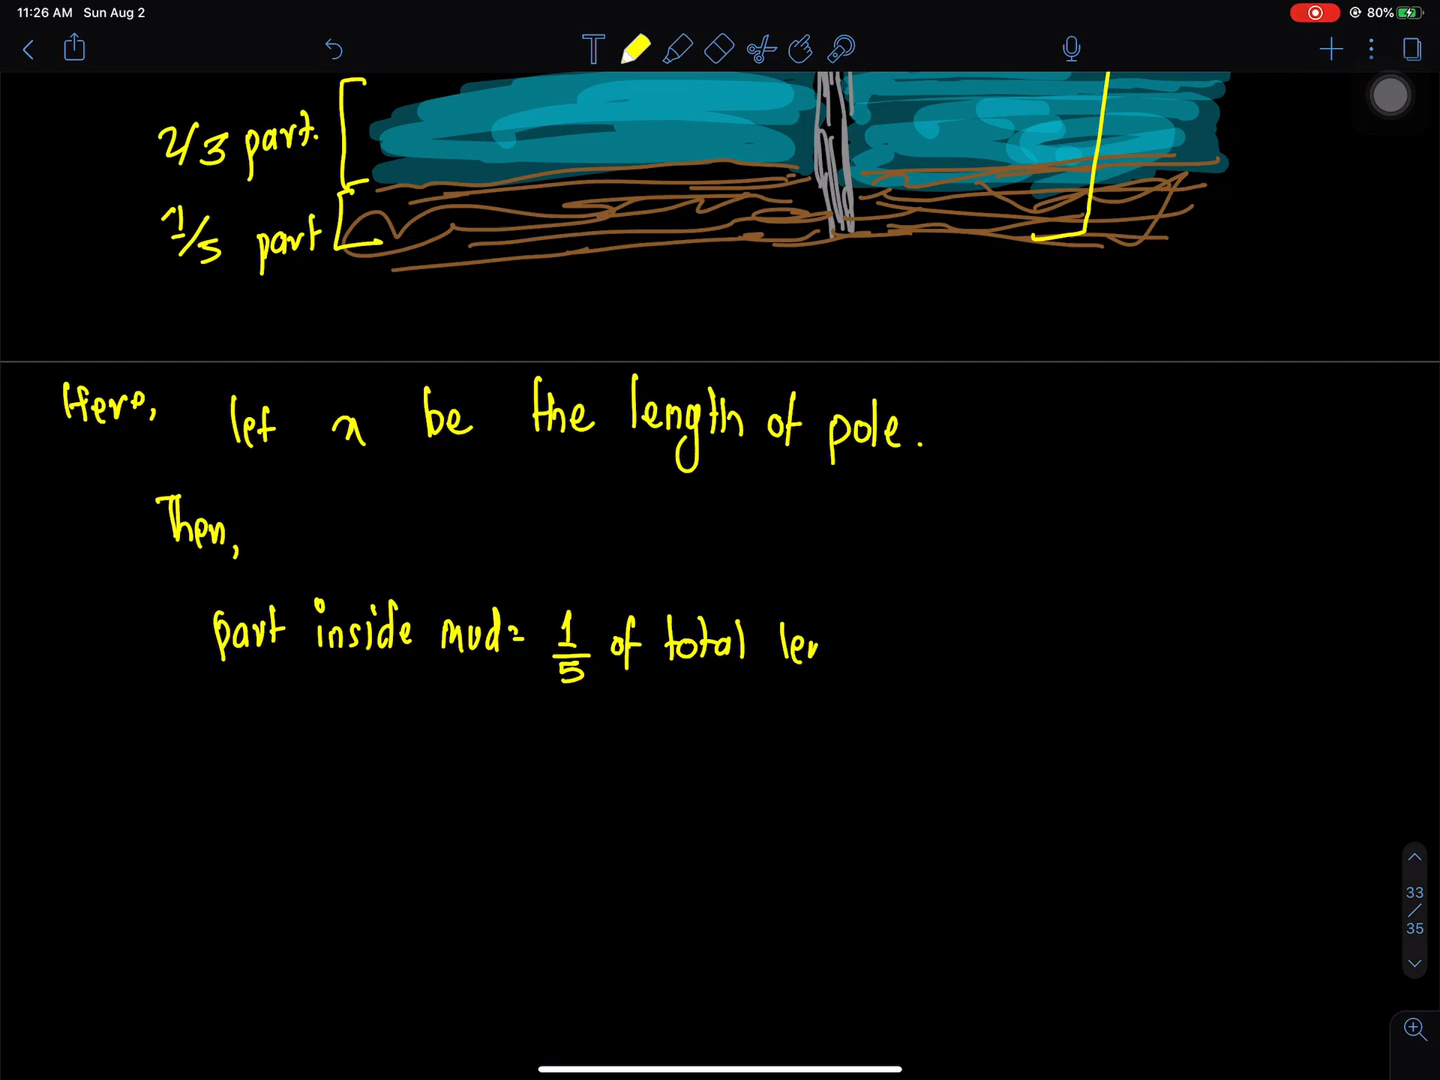 11:26 AM Sun Aug 2
80%
2/3 part.
1/5 part
Here, let x be the length of pole.
Then,
part inside mud = 1/5 of total len
33
/
35